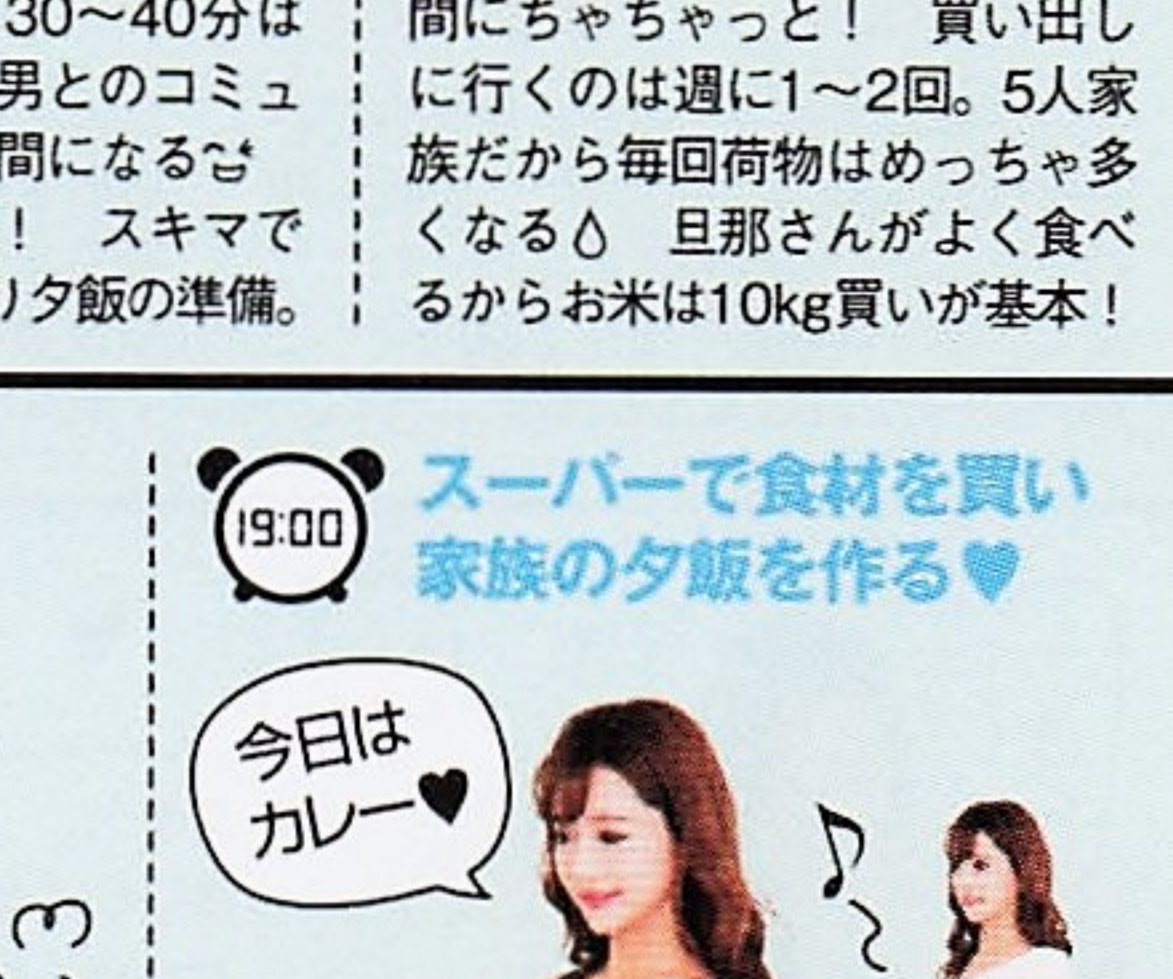 30～40分は
男とのコミュ
間になる
！　スキマで
り夕飯の準備。
間にちゃちゃっと！　買い出し
に行くのは週に1～2回。5人家
族だから毎回荷物はめっちゃ多
くなる　旦那さんがよく食べ
るからお米は10kg買いが基本！
19:00
スーパーで食材を買い
家族の夕飯を作る♥
今日は
カレー♥